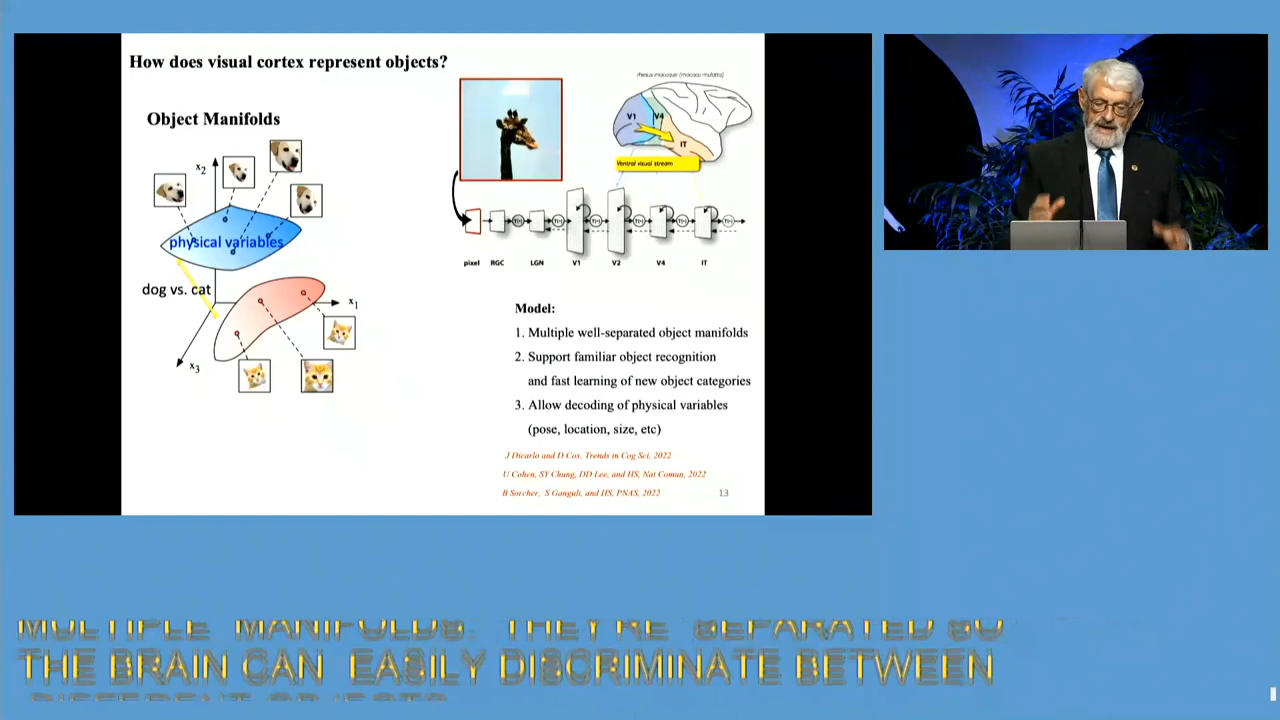 How does visual cortex represent objects?
Object Manifolds
x2
physical variables
dog vs. cat
x1
x3
rhesus macaque (macaca mulatta)
V1
V4
IT
Ventral visual stream
pixel RGC LGN V1 V2 V4 IT
Model:
1. Multiple well-separated object manifolds
2. Support familiar object recognition
and fast learning of new object categories
3. Allow decoding of physical variables
(pose, location, size, etc)
J Dicarlo and D Cox, Trends in Cog Sci, 2022
U Cohen, SY Chung, DD Lee, and HS, Nat Comun, 2022
B Sorcher, S Ganguli, and HS, PNAS, 2022
13
MULTIPLE MANIFOLDS. THEY'RE SEPARATED SO
THE BRAIN CAN EASILY DISCRIMINATE BETWEEN